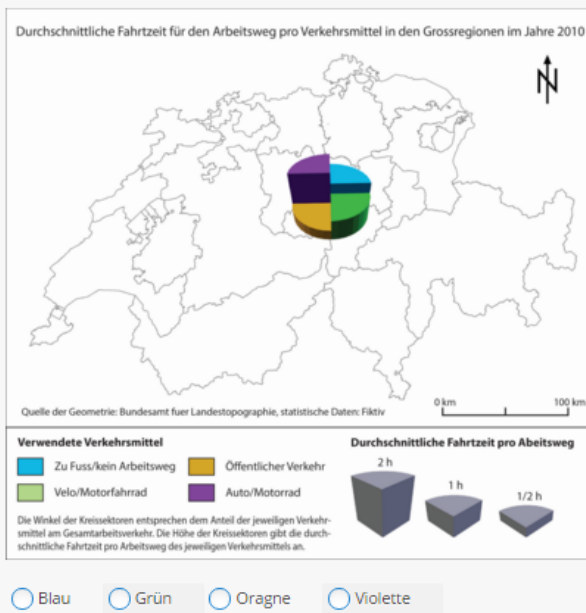 Durchschnittliche Fahrtzeit für den Arbeitsweg pro Verkehrsmittel in den Grossregionen im Jahre 2010
N
0 km 100 km
Quelle der Geometrie: Bundesamt fuer Landestopographie, statistische Daten: Fiktiv
Verwendete Verkehrsmittel
Zu Fuss/kein Arbeitsweg
Öffentlicher Verkehr
Velo/Motorfahrrad
Auto/Motorrad
Die Winkel der Kreissektoren entsprechen dem Anteil der jeweiligen Verkehr-
smittel am Gesamtarbeitsverkehr. Die Höhe der Kreissektoren gibt die durch-
schnittliche Fahrtzeit pro Arbeitsweg des jeweiligen Verkehrsmittels an.
Durchschnittliche Fahrtzeit pro Abeitsweg
2 h
1 h
1/2 h
Blau Grün Oragne Violette